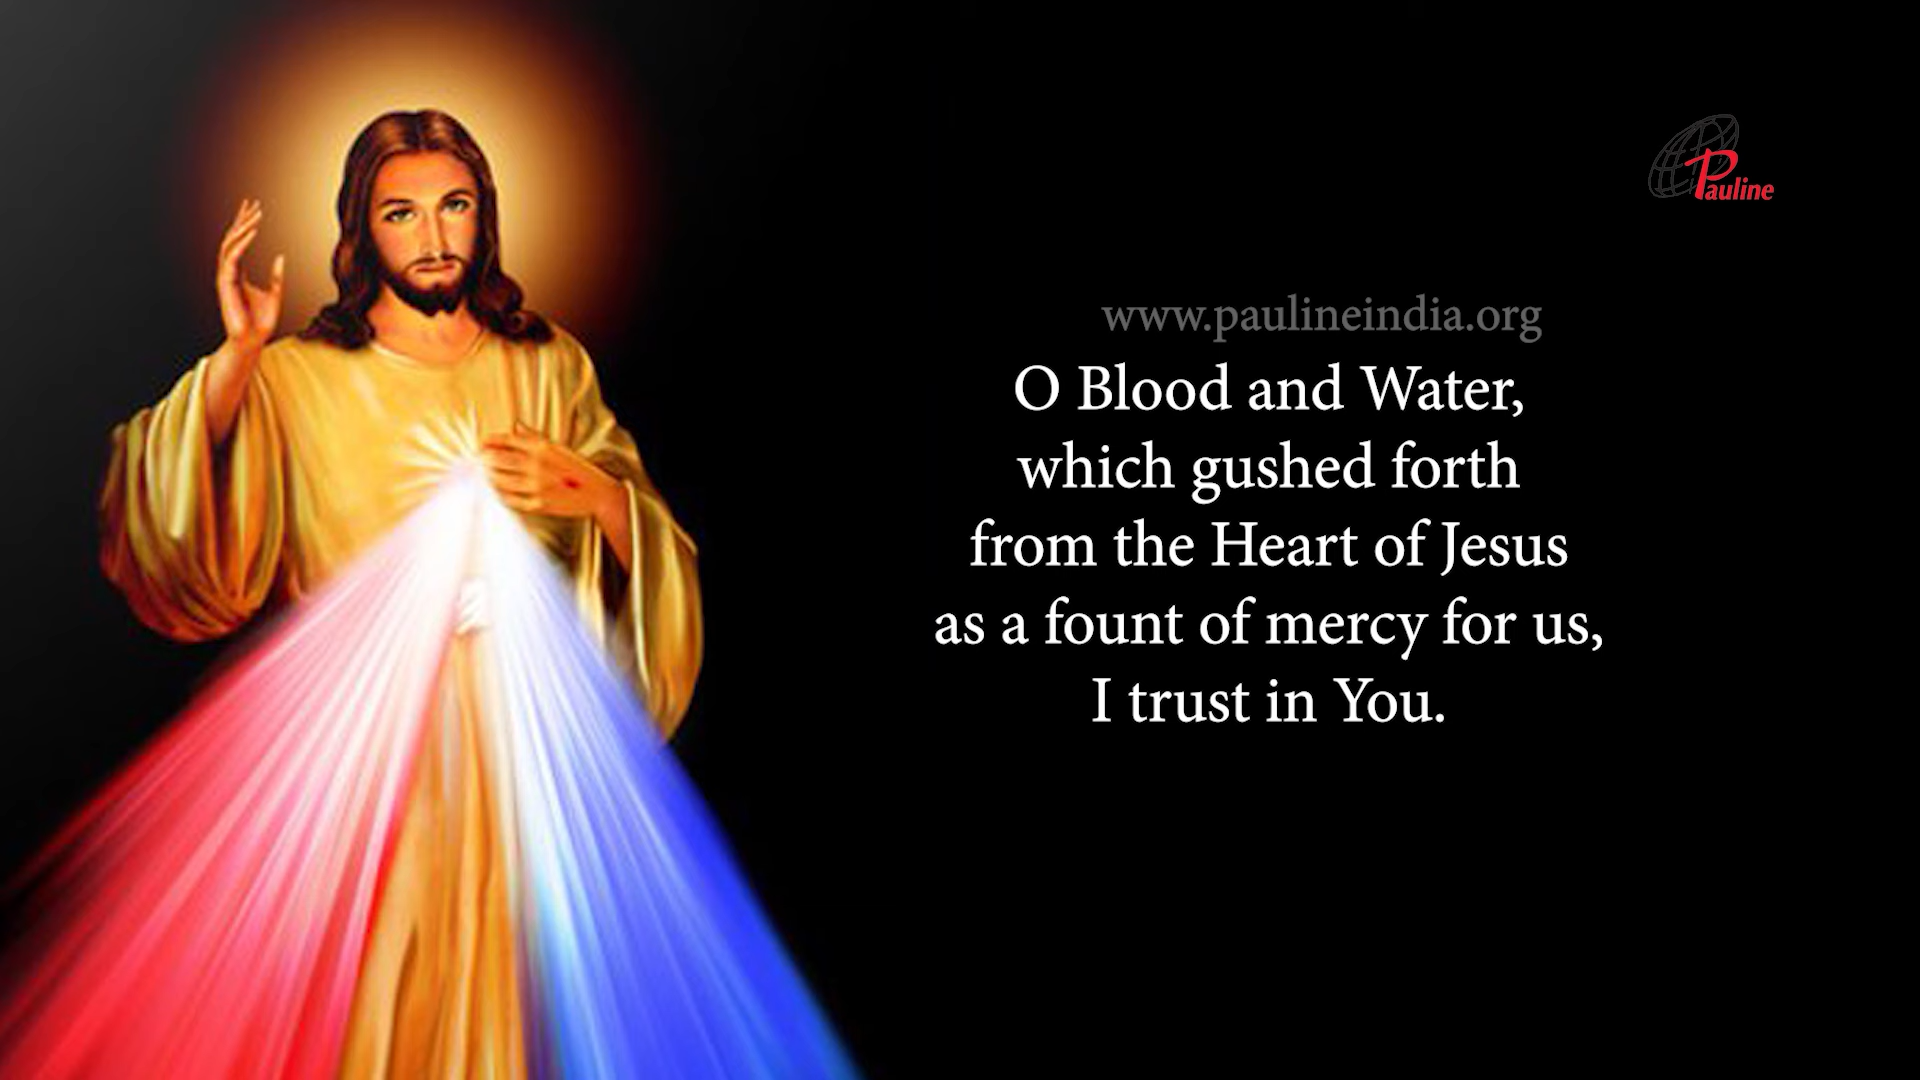 Pauline
www.paulineindia.org
O Blood and Water,
which gushed forth
from the Heart of Jesus
as a fount of mercy for us,
I trust in You.